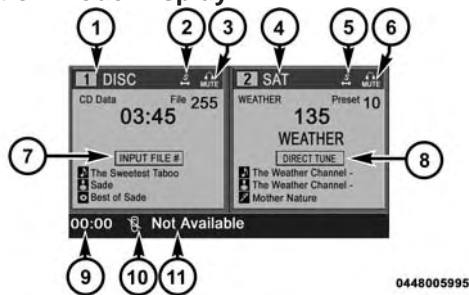 1 2 3 4 5 6
1 DISC S MUTE 2 SAT S MUTE
CD Data File 255 WEATHER Preset 10
03:45 135
WEATHER
INPUT FILE # DIRECT TUNE
7 8
The Sweetest Taboo The Weather Channel -
Sade The Weather Channel -
Best of Sade Mother Nature
00:00 Not Available
9 10 11
0448005995